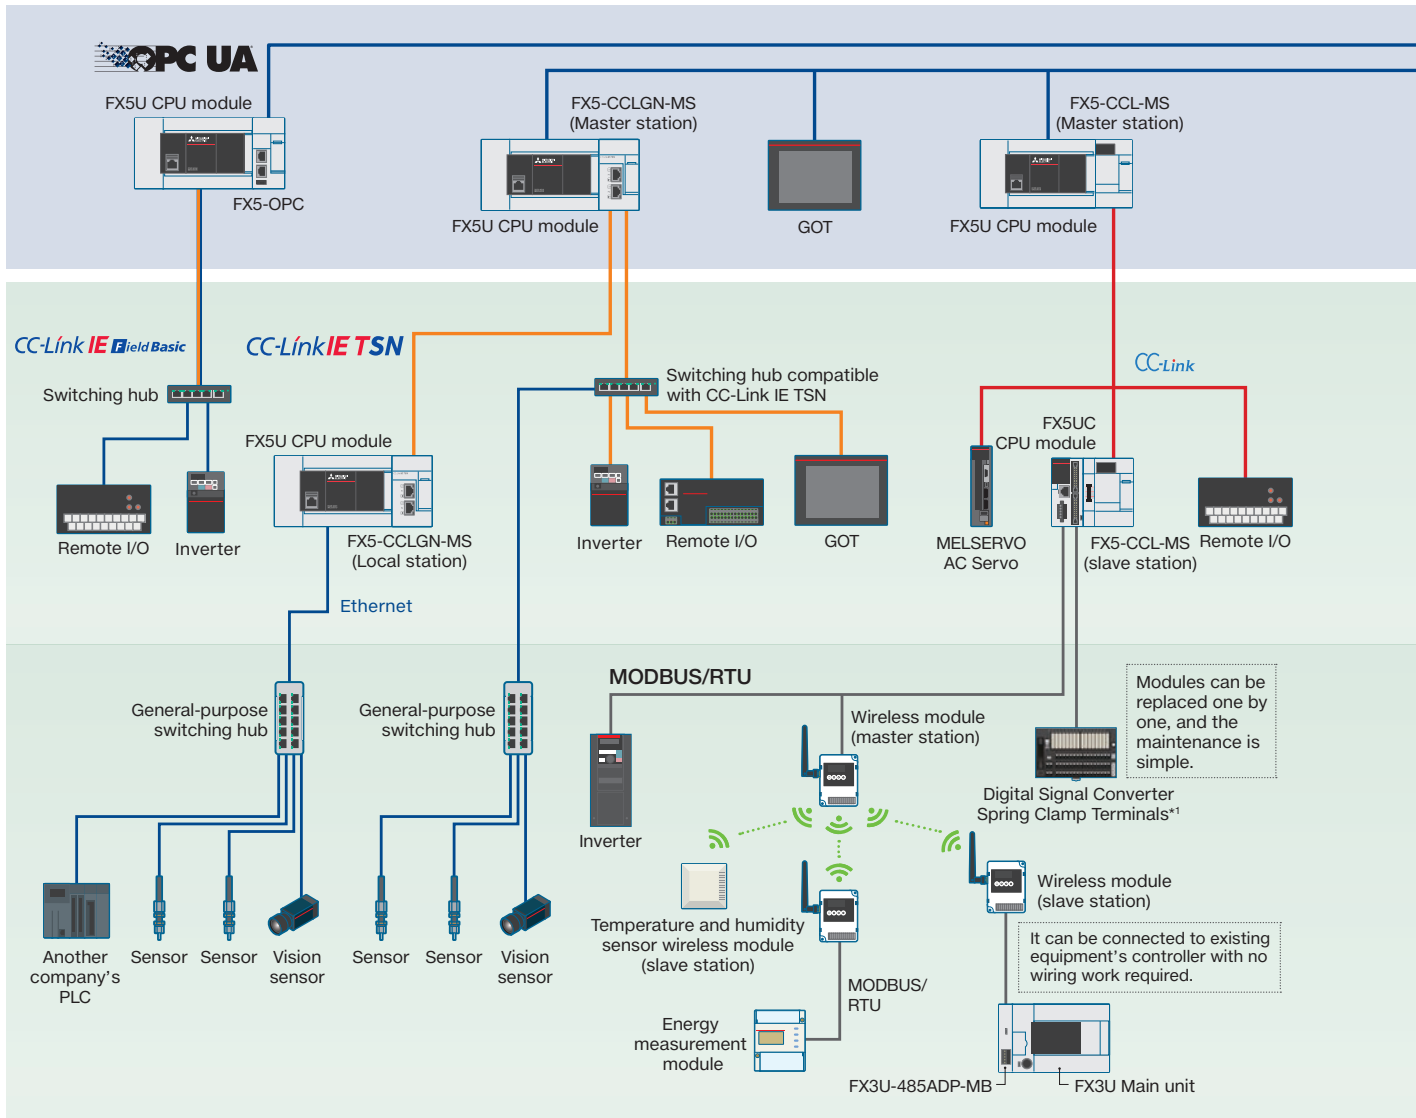 OPC UA
FX5U CPU module
FX5-OPC
FX5-CCLGN-MS
(Master station)
FX5U CPU module
GOT
FX5-CCL-MS
(Master station)
FX5U CPU module
CC-Link IE Field Basic
Switching hub
Remote I/O
Inverter
CC-Link IE TSN
FX5U CPU module
FX5-CCLGN-MS
(Local station)
Ethernet
Switching hub compatible
with CC-Link IE TSN
Inverter
Remote I/O
GOT
CC-Link
FX5UC
CPU module
MELSERVO
AC Servo
FX5-CCL-MS
(slave station)
Remote I/O
General-purpose
switching hub
Another
company's
PLC
Sensor
Sensor
Vision
sensor
General-purpose
switching hub
Sensor
Sensor
Vision
sensor
MODBUS/RTU
Inverter
Wireless module
(master station)
Digital Signal Converter
Spring Clamp Terminals*1
Modules can be
replaced one by
one, and the
maintenance is
simple.
Temperature and humidity
sensor wireless module
(slave station)
MODBUS/
RTU
Energy
measurement
module
Wireless module
(slave station)
It can be connected to existing
equipment's controller with no
wiring work required.
FX3U-485ADP-MB
FX3U Main unit